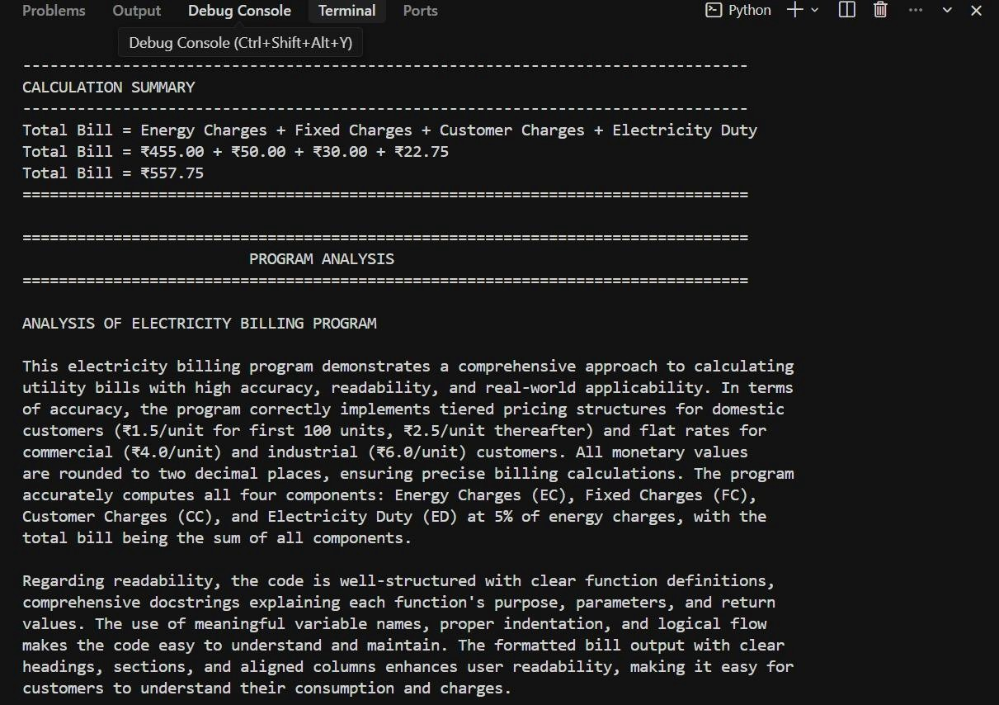 Problems Output Debug Console Terminal Ports Python
Debug Console (Ctrl+Shift+Alt+Y)
--------------------------------------------------------------------------------
CALCULATION SUMMARY
--------------------------------------------------------------------------------
Total Bill = Energy Charges + Fixed Charges + Customer Charges + Electricity Duty
Total Bill = ₹455.00 + ₹50.00 + ₹30.00 + ₹22.75
Total Bill = ₹557.75
================================================================================
================================================================================
PROGRAM ANALYSIS
================================================================================
ANALYSIS OF ELECTRICITY BILLING PROGRAM
This electricity billing program demonstrates a comprehensive approach to calculating
utility bills with high accuracy, readability, and real-world applicability. In terms
of accuracy, the program correctly implements tiered pricing structures for domestic
customers (₹1.5/unit for first 100 units, ₹2.5/unit thereafter) and flat rates for
commercial (₹4.0/unit) and industrial (₹6.0/unit) customers. All monetary values
are rounded to two decimal places, ensuring precise billing calculations. The program
accurately computes all four components: Energy Charges (EC), Fixed Charges (FC),
Customer Charges (CC), and Electricity Duty (ED) at 5% of energy charges, with the
total bill being the sum of all components.
Regarding readability, the code is well-structured with clear function definitions,
comprehensive docstrings explaining each function's purpose, parameters, and return
values. The use of meaningful variable names, proper indentation, and logical flow
makes the code easy to understand and maintain. The formatted bill output with clear
headings, sections, and aligned columns enhances user readability, making it easy for
customers to understand their consumption and charges.